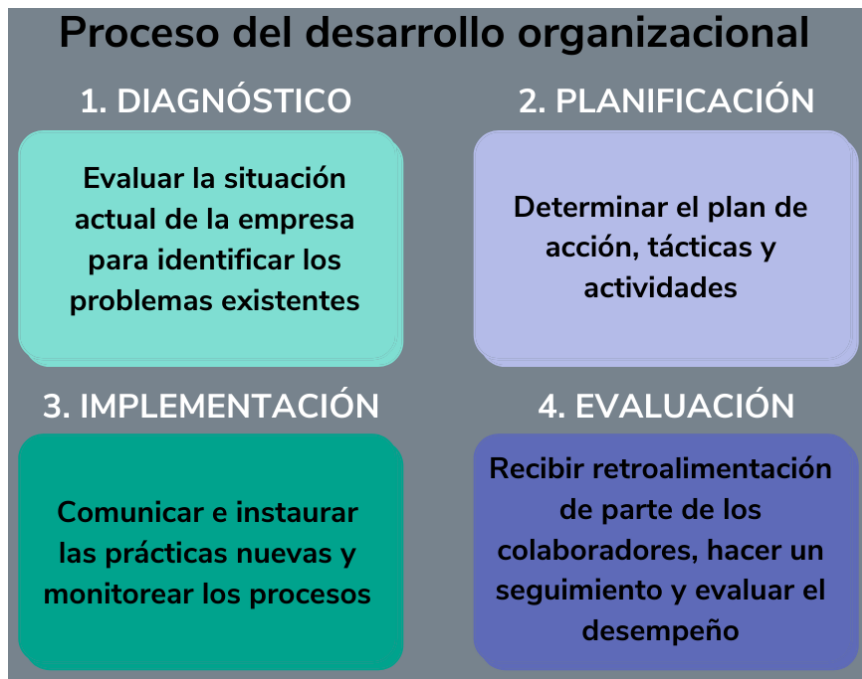 Proceso del desarrollo organizacional
1. DIAGNÓSTICO
Evaluar la situación
actual de la empresa
para identificar los
problemas existentes
2. PLANIFICACIÓN
Determinar el plan de
acción, tácticas y
actividades
3. IMPLEMENTACIÓN
Comunicar e instaurar
las prácticas nuevas y
monitorear los procesos
4. EVALUACIÓN
Recibir retroalimentación
de parte de los
colaboradores, hacer un
seguimiento y evaluar el
desempeño